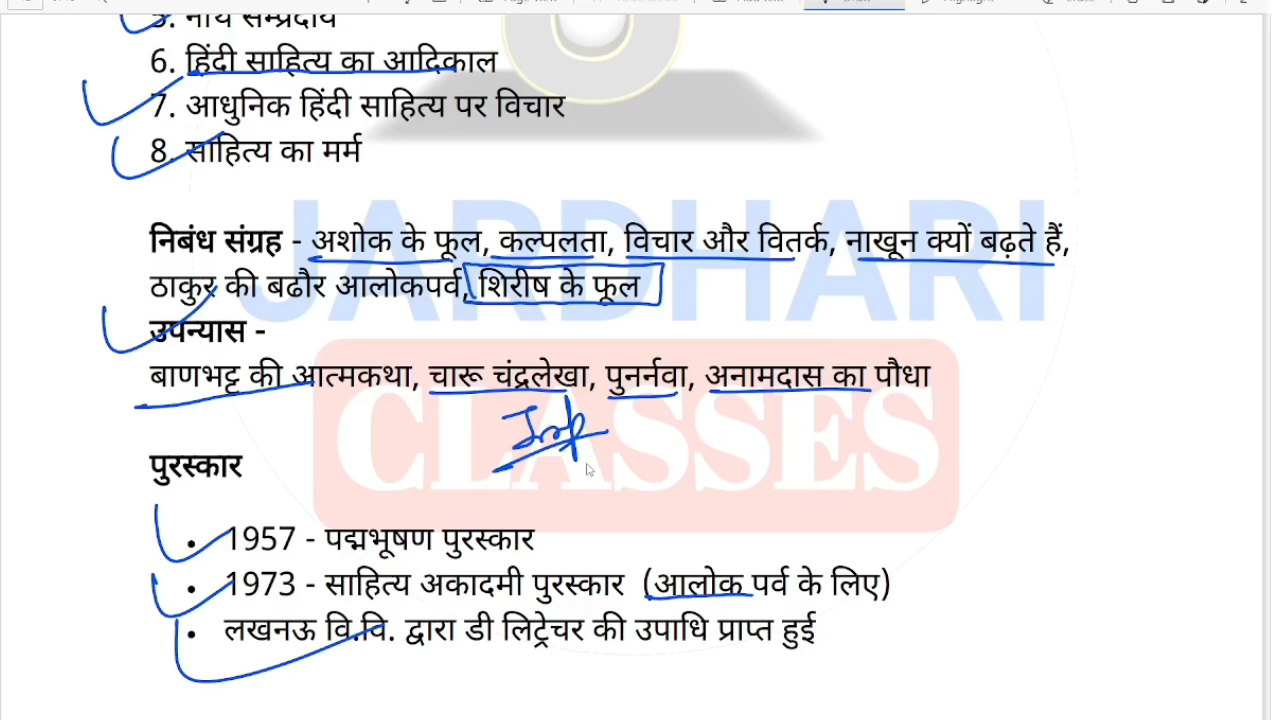 5. नाथ सम्प्रदाय
6. हिंदी साहित्य का आदिकाल
7. आधुनिक हिंदी साहित्य पर विचार
8. साहित्य का मर्म
JARDHARI
निबंध संग्रह - अशोक के फूल, कल्पलता, विचार और वितर्क, नाखून क्यों बढ़ते हैं,
ठाकुर की बढौर आलोकपर्व, शिरीष के फूल
उपन्यास -
बाणभट्ट की आत्मकथा, चारू चंद्रलेखा, पुनर्नवा, अनामदास का पौधा
Imp
CLASSES
पुरस्कार
• 1957 - पद्मभूषण पुरस्कार
• 1973 - साहित्य अकादमी पुरस्कार (आलोक पर्व के लिए)
• लखनऊ वि.वि. द्वारा डी लिट्रेचर की उपाधि प्राप्त हुई